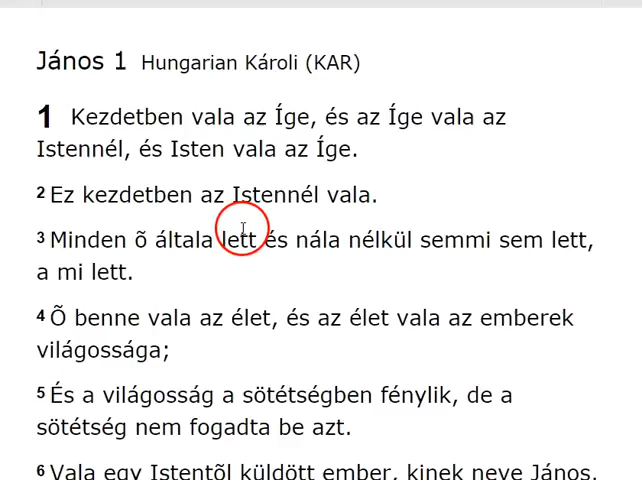 János 1 Hungarian Károli (KAR)
1 Kezdetben vala az Íge, és az Íge vala az
Istennél, és Isten vala az Íge.
2 Ez kezdetben az Istennél vala.
3 Minden õ általa lett és nála nélkül semmi sem lett,
a mi lett.
4 Õ benne vala az élet, és az élet vala az emberek
világossága;
5 És a világosság a sötétségben fénylik, de a
sötétség nem fogadta be azt.
6 Vala egy Istentõl küldött ember, kinek neve János.